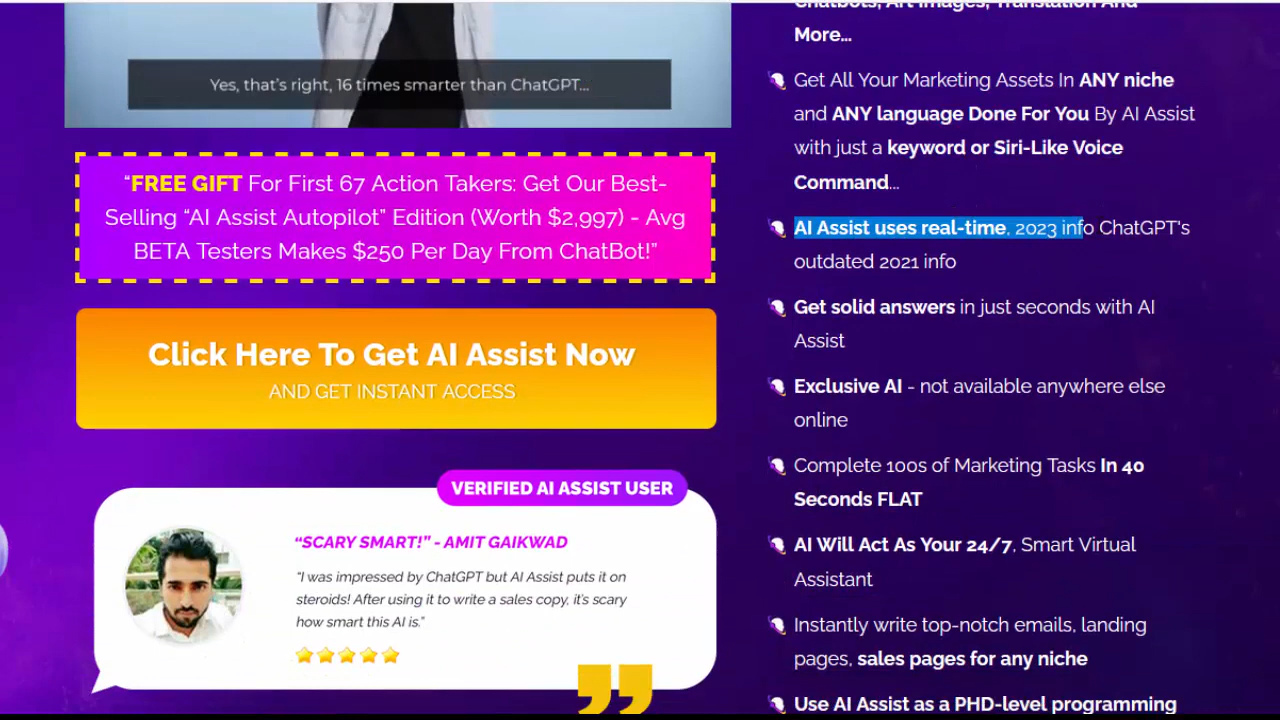 Yes, that's right, 16 times smarter than ChatGPT...
"FREE GIFT For First 67 Action Takers: Get Our Best-
Selling "AI Assist Autopilot" Edition (Worth $2,997) - Avg
BETA Testers Makes $250 Per Day From ChatBot!"
Click Here To Get AI Assist Now
AND GET INSTANT ACCESS
VERIFIED AI ASSIST USER
"SCARY SMART!" - AMIT GAIKWAD
"I was impressed by ChatGPT but AI Assist puts it on
steroids! After using it to write a sales copy, it's scary
how smart this AI is."
Chatbots, Art Images, Translation And
More...
Get All Your Marketing Assets In ANY niche
and ANY language Done For You By AI Assist
with just a keyword or Siri-Like Voice
Command...
AI Assist uses real-time, 2023 info ChatGPT's
outdated 2021 info
Get solid answers in just seconds with AI
Assist
Exclusive AI - not available anywhere else
online
Complete 100s of Marketing Tasks In 40
Seconds FLAT
AI Will Act As Your 24/7, Smart Virtual
Assistant
Instantly write top-notch emails, landing
pages, sales pages for any niche
Use AI Assist as a PHD-level programming